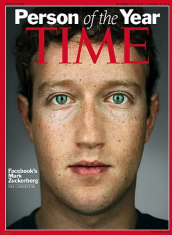 Person of the Year
TIME
Facebook's
Mark
Zuckerberg